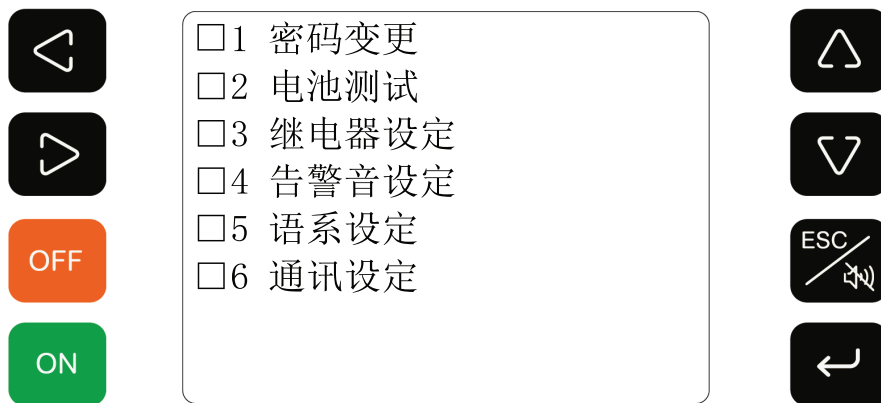 □1 密码变更
□2 电池测试
□3 继电器设定
□4 告警音设定
□5 语系设定
□6 通讯设定
OFF
ESC
ON